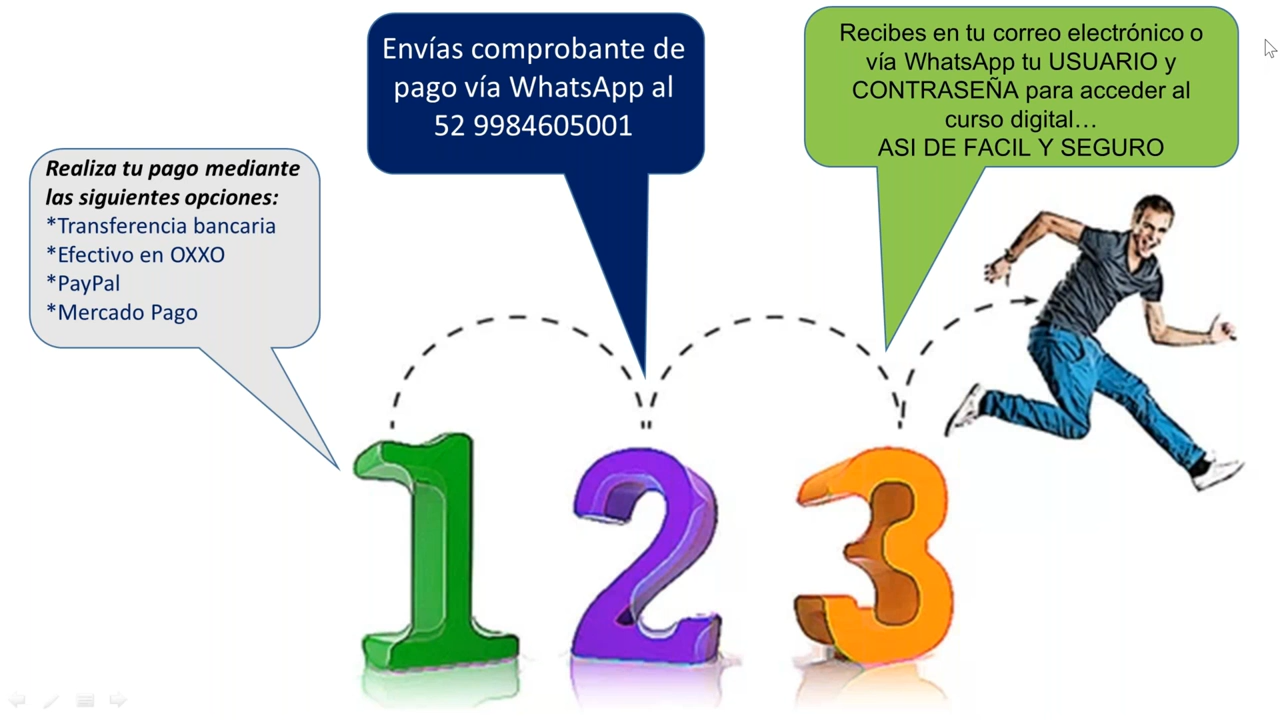 Realiza tu pago mediante
las siguientes opciones:
*Transferencia bancaria
*Efectivo en OXXO
*PayPal
*Mercado Pago
Envías comprobante de
pago vía WhatsApp al
52 9984605001
Recibes en tu correo electrónico o
vía WhatsApp tu USUARIO y
CONTRASEÑA para acceder al
curso digital…
ASI DE FACIL Y SEGURO
1 2 3